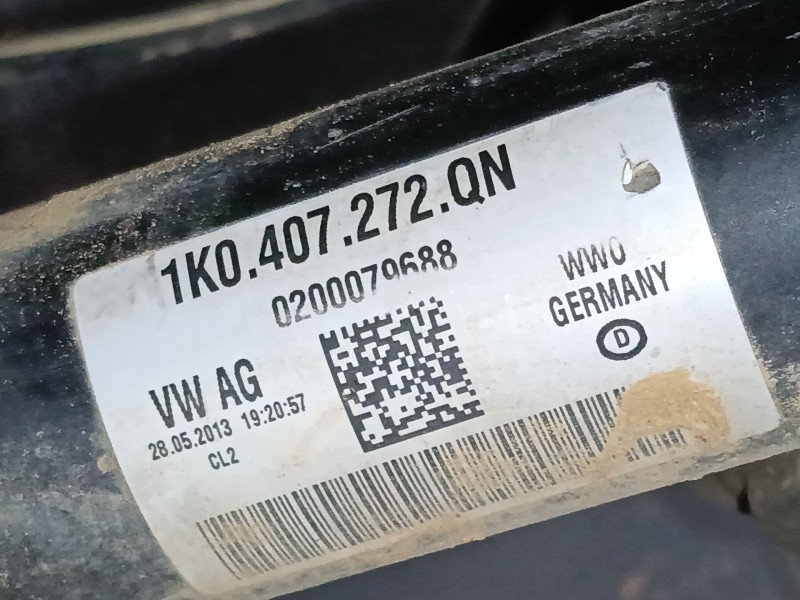 1K0.407.272.QN
0200079688
WWO
GERMANY
D
VW AG
28.05.2013 19:20:57
CL2